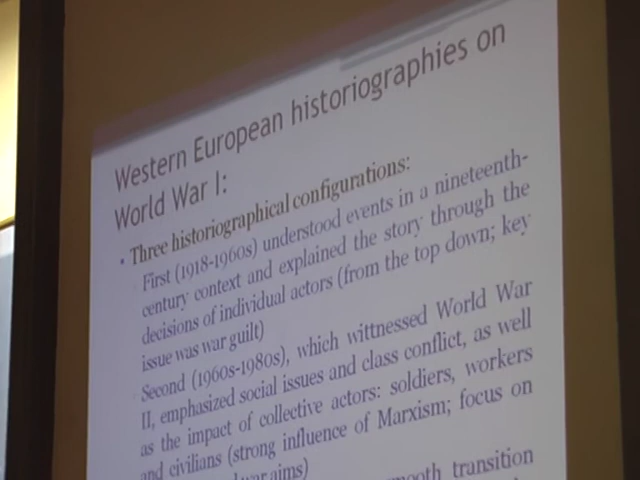 Western European historiographies on
World War I:
• Three historiographical configurations:
First (1918-1960s) understood events in a nineteenth-
century context and explained the story through the
decisions of individual actors (from the top down; key
issue was war guilt)
Second (1960s-1980s), which wittnessed World War
II, emphasized social issues and class conflict, as well
as the impact of collective actors: soldiers, workers
and civilians (strong influence of Marxism; focus on
war aims)
smooth transition